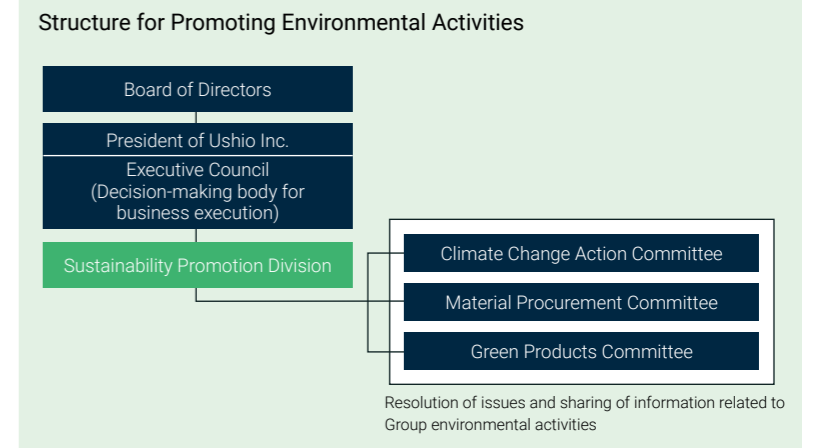 Structure for Promoting Environmental Activities
Board of Directors
President of Ushio Inc.
Executive Council
(Decision-making body for
business execution)
Sustainability Promotion Division
Climate Change Action Committee
Material Procurement Committee
Green Products Committee
Resolution of issues and sharing of information related to
Group environmental activities